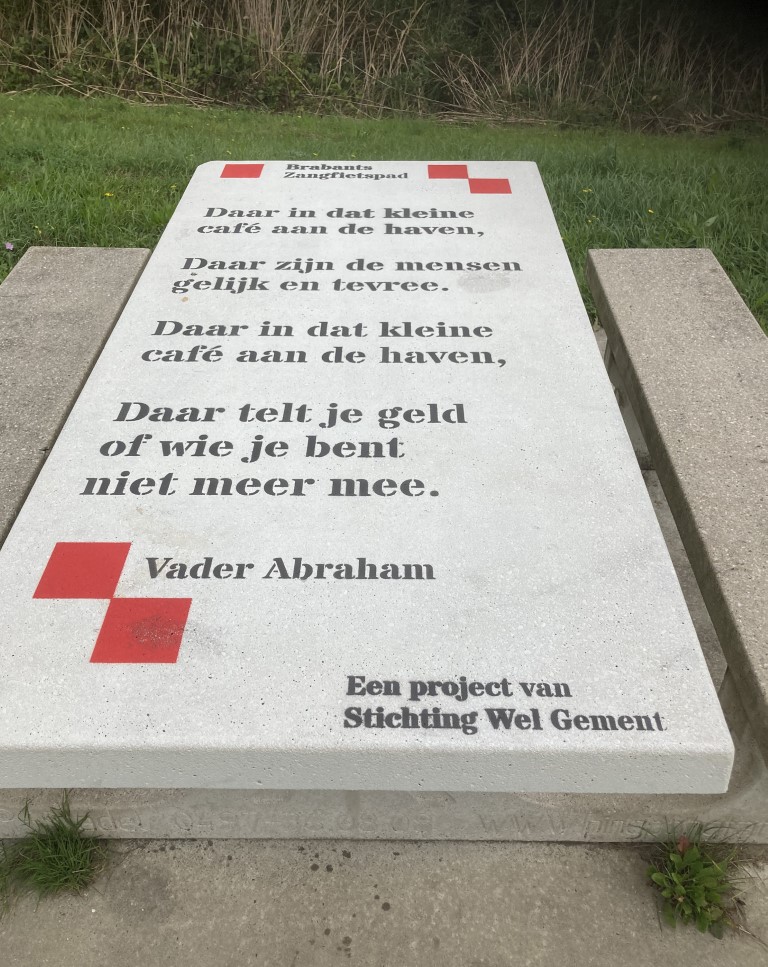 Brabants
Zangfietspad
Daar in dat kleine
café aan de haven,
Daar zijn de mensen
gelijk en tevree.
Daar in dat kleine
café aan de haven,
Daar telt je geld
of wie je bent
niet meer mee.
Vader Abraham
Een project van
Stichting Wel Gement